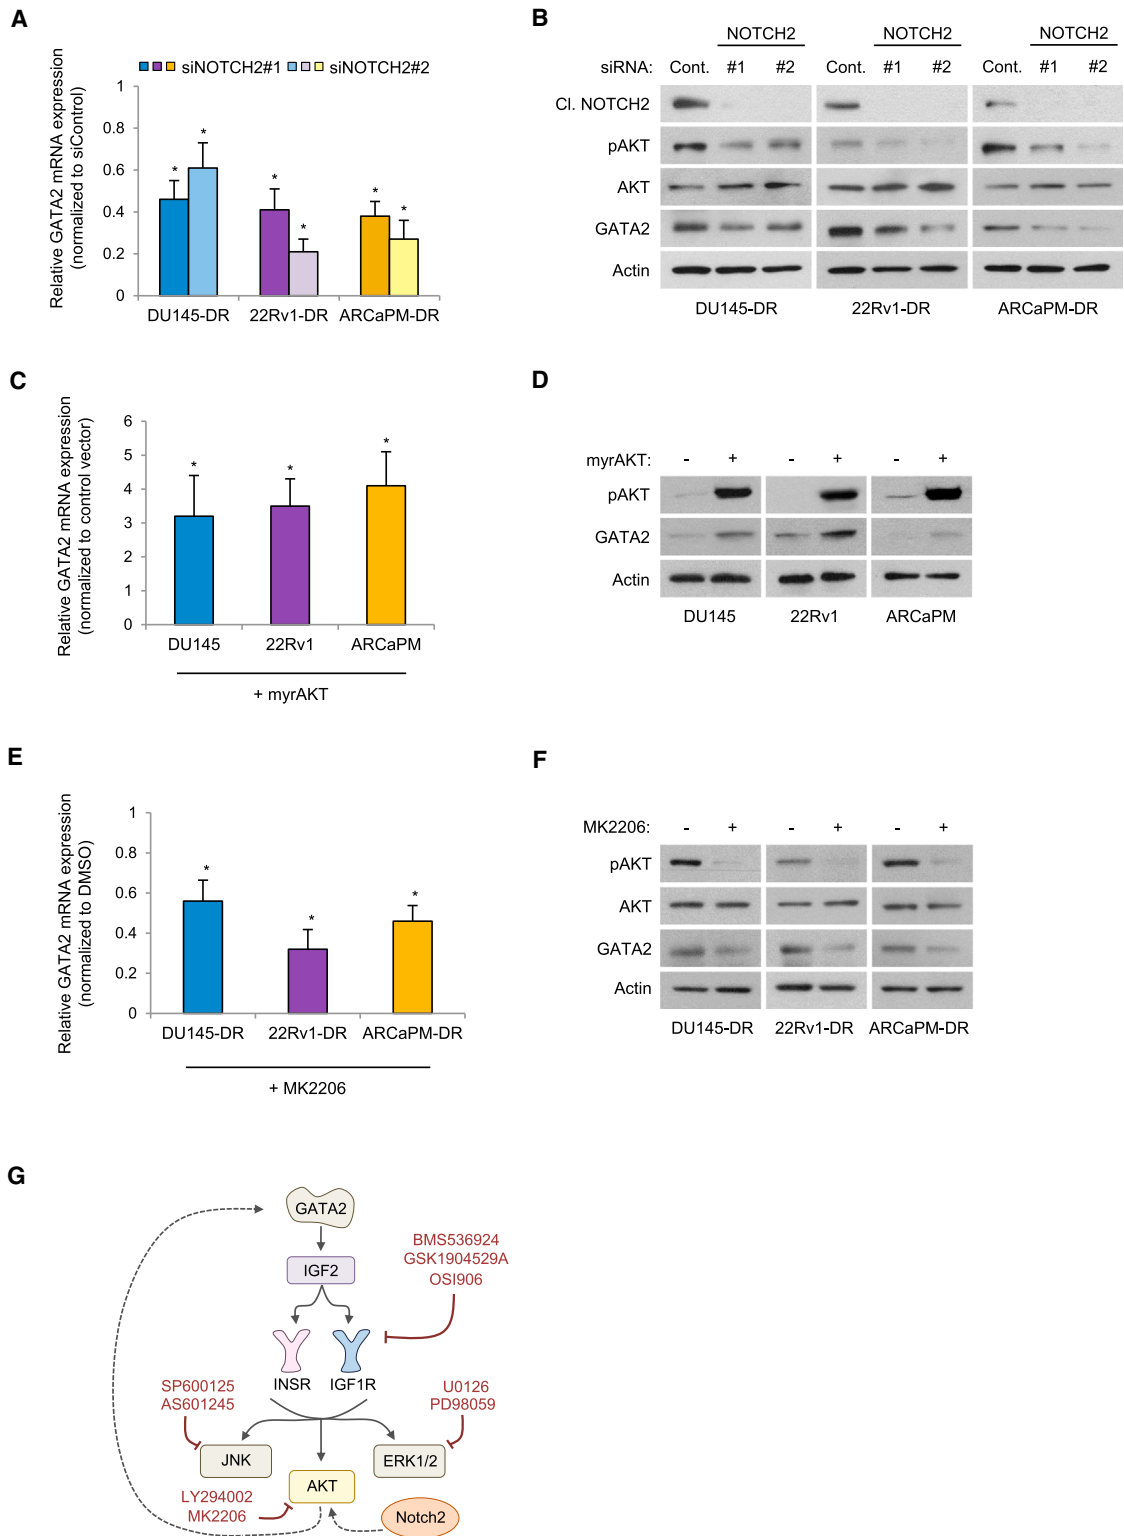 A
Relative GATA2 mRNA expression
(normalized to siControl)
siNOTCH2#1 siNOTCH2#2
1
0.8
0.6
0.4
0.2
0
* * * * * *
DU145-DR 22Rv1-DR ARCaPM-DR
B
NOTCH2 NOTCH2 NOTCH2
siRNA: Cont. #1 #2 Cont. #1 #2 Cont. #1 #2
Cl. NOTCH2
pAKT
AKT
GATA2
Actin
DU145-DR 22Rv1-DR ARCaPM-DR
C
Relative GATA2 mRNA expression
(normalized to control vector)
6
5
4
3
2
1
0
* * *
DU145 22Rv1 ARCaPM
+ myrAKT
D
myrAKT: - + - + - +
pAKT
GATA2
Actin
DU145 22Rv1 ARCaPM
E
Relative GATA2 mRNA expression
(normalized to DMSO)
1
0.8
0.6
0.4
0.2
0
* * *
DU145-DR 22Rv1-DR ARCaPM-DR
+ MK2206
F
MK2206: - + - + - +
pAKT
AKT
GATA2
Actin
DU145-DR 22Rv1-DR ARCaPM-DR
G
GATA2
BMS536924
GSK1904529A
OSI906
IGF2
INSR IGF1R
SP600125
AS601245
U0126
PD98059
JNK
ERK1/2
AKT
LY294002
MK2206
Notch2